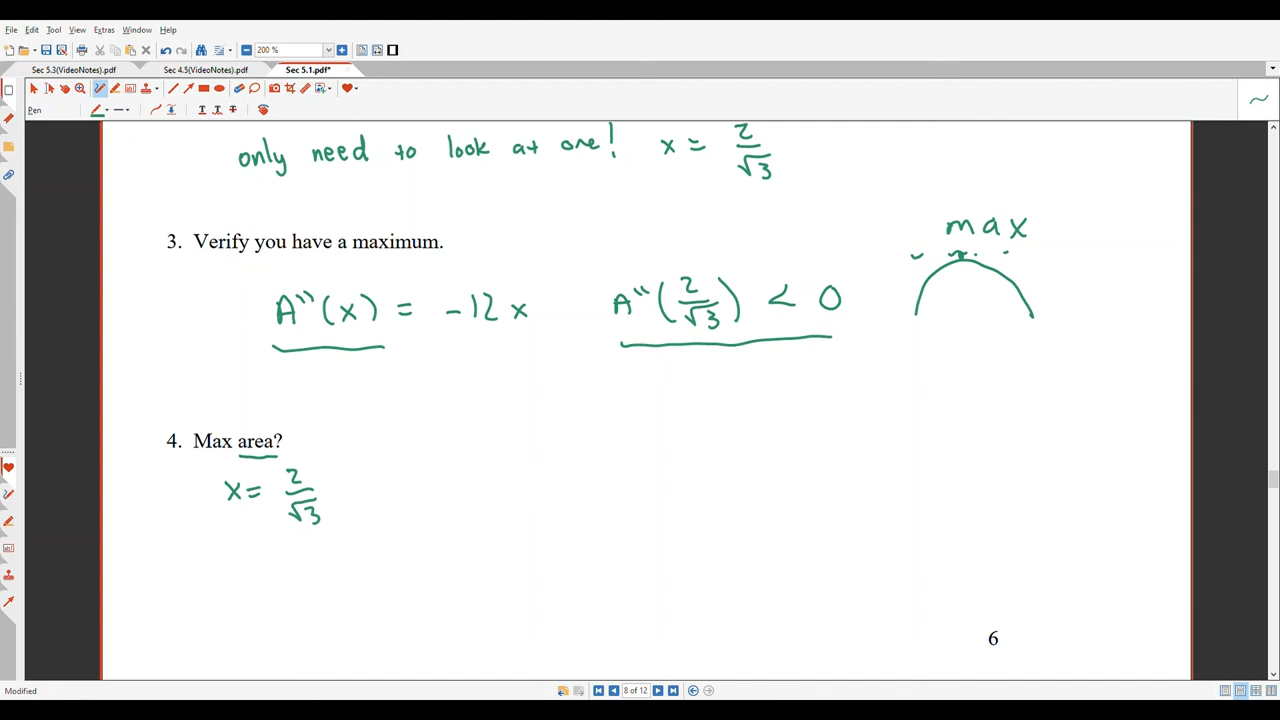 File Edit Tool View Extras Window Help
200 %
Sec 5.3(VideoNotes).pdf Sec 4.5(VideoNotes).pdf Sec 5.1.pdf*
Pen
only need to look at one! x = 2/√3
3. Verify you have a maximum.
max
A''(x) = -12x A''(2/√3) < 0
4. Max area?
x = 2/√3
6
Modified
8 of 12